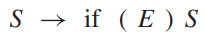 S → if ( E ) S